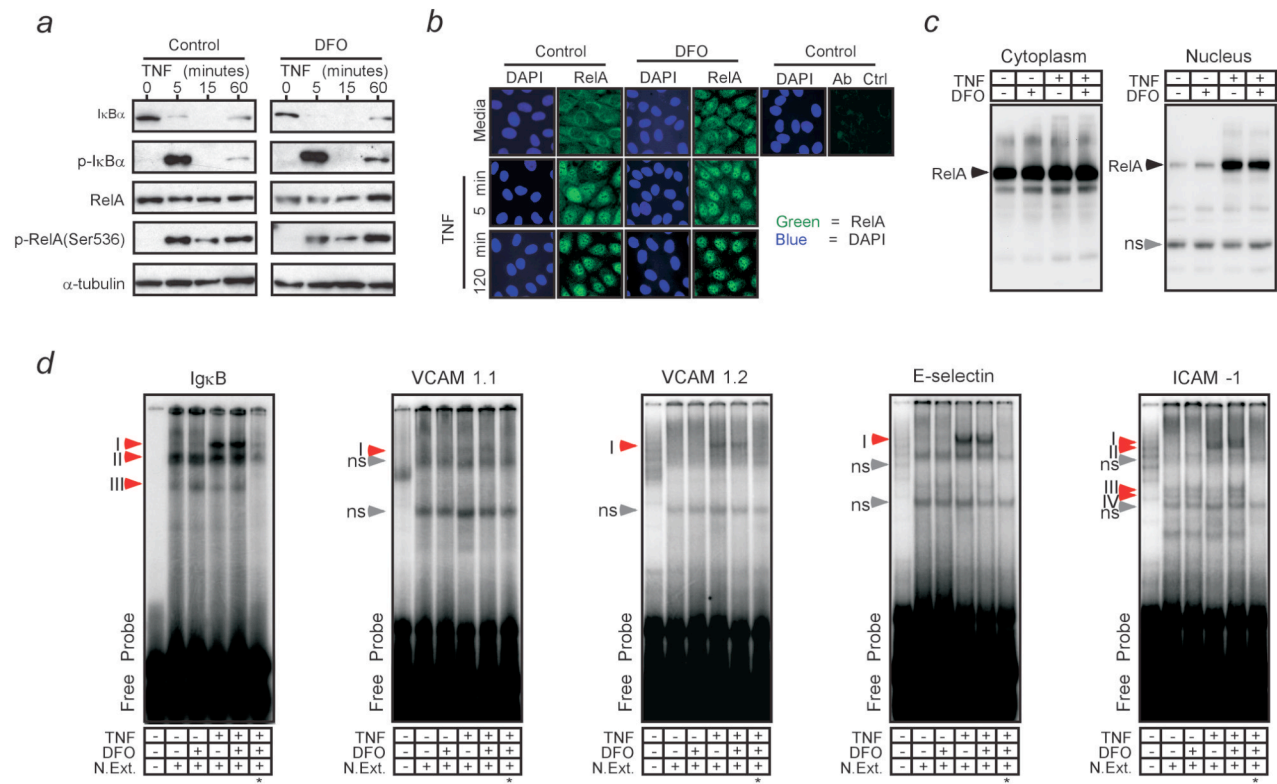 a
Control DFO
TNF (minutes) TNF (minutes)
0 5 15 60 0 5 15 60
IκBα
p-IκBα
RelA
p-RelA(Ser536)
α-tubulin
b
Control DFO Control
DAPI RelA DAPI RelA DAPI Ab Ctrl
Media
TNF
5 min
120 min
Green = RelA
Blue = DAPI
c
Cytoplasm Nucleus
TNF - - + + TNF - - + +
DFO - + - + DFO - + - +
RelA RelA
ns
d
IgκB
I
II
III
Free Probe
- - - + + +
- - + - + +
- + + + + +
VCAM 1.1
I
ns
ns
Free Probe
TNF - - - + + +
DFO - - + - + +
N.Ext. - + + + + +
*
VCAM 1.2
I
ns
Free Probe
TNF - - - + + +
DFO - - + - + +
N.Ext. - + + + + +
*
E-selectin
I
ns
ns
Free Probe
TNF - - - + + +
DFO - - + - + +
N.Ext. - + + + + +
*
ICAM -1
I
II
ns
III
IV
ns
Free Probe
TNF - - - + + +
DFO - - + - + +
N.Ext. - + + + + +
*